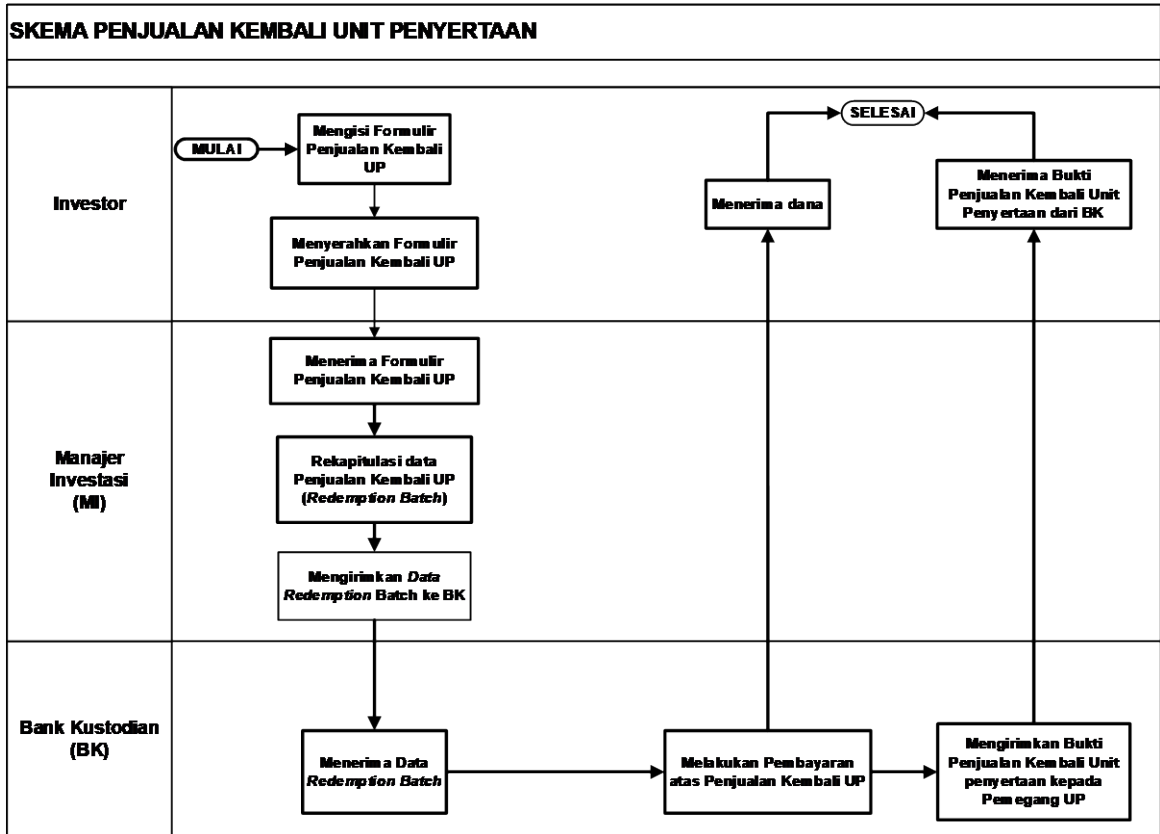 SKEMA PENJUALAN KEMBALI UNIT PENYERTAAN
Investor
MULAI
Mengisi Formulir
Penjualan Kembali
UP
Menyerahkan Formulir
Penjualan Kembali UP
SELESAI
Menerima dana
Menerima Bukti
Penjualan Kembali Unit
Penyertaan dari BK
Manajer
Investasi
(MI)
Menerima Formulir
Penjualan Kembali UP
Rekapitulasi data
Penjualan Kembali UP
(Redemption Batch)
Mengirimkan Data
Redemption Batch ke BK
Bank Kustodian
(BK)
Menerima Data
Redemption Batch
Melakukan Pembayaran
atas Penjualan Kembali UP
Mengirimkan Bukti
Penjualan Kembali Unit
penyertaan kepada
Pemegang UP